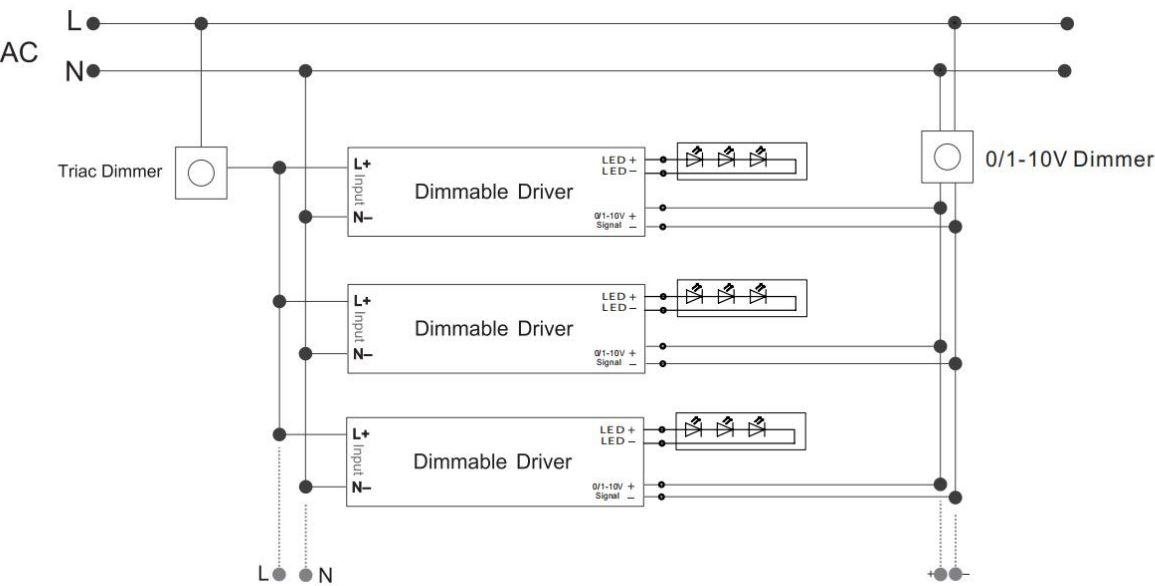 L
AC
N
Triac Dimmer
0/1-10V Dimmer
L+
Input
N–
Dimmable Driver
LED +
LED –
0/1-10V +
Signal –
L+
Input
N–
Dimmable Driver
LED +
LED –
0/1-10V +
Signal –
L+
Input
N–
Dimmable Driver
LED +
LED –
0/1-10V +
Signal –
L N
+ –